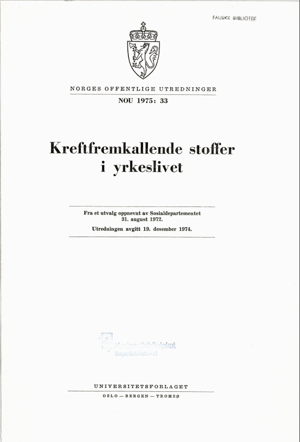 FAUSKE BIBLIOTEK
NORGES OFFENTLIGE UTREDNINGER
NOU 1975: 33
Kreftfremkallende stoffer
i yrkeslivet
Fra et utvalg oppnevnt av Sosialdepartementet
31. august 1972.
Utredningen avgitt 19. desember 1974.
UNIVERSITETSFORLAGET
OSLO — BERGEN — TROMSØ